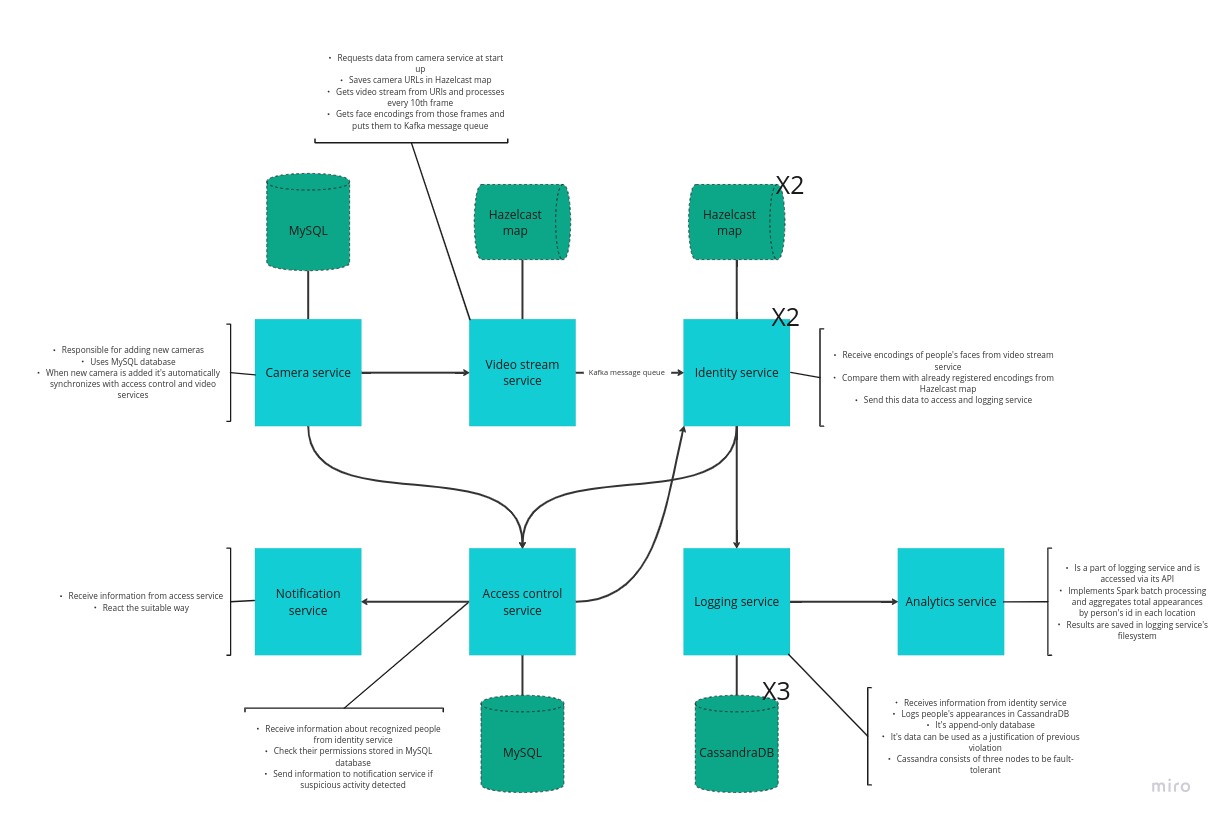 • Requests data from camera service at start
up
• Saves camera URLs in Hazelcast map
• Gets video stream from URIs and processes
every 10th frame
• Gets face encodings from those frames and
puts them to Kafka message queue
MySQL
Hazelcast
map
Hazelcast
map
X2
• Responsible for adding new cameras
• Uses MySQL database
• When new camera is added it's automatically
synchronizes with access control and video
services
Camera service
Video stream
service
Kafka message queue
Identity service
X2
• Receive encodings of people's faces from video stream
service
• Compare them with already registered encodings from
Hazelcast map
• Send this data to access and logging service
• Receive information from access service
• React the suitable way
Notification
service
Access control
service
Logging service
Analytics service
• Is a part of logging service and is
accessed via its API
• Implements Spark batch processing
and aggregates total appearances
by person's id in each location
• Results are saved in logging service's
filesystem
• Receive information about recognized people
from identity service
• Check their permissions stored in MySQL
database
• Send information to notification service if
suspicious activity detected
MySQL
X3
CassandraDB
• Receives information from identity service
• Logs people's appearances in CassandraDB
• It's append-only database
• It's data can be used as a justification of previous
violation
• Cassandra consists of three nodes to be fault-
tolerant
miro